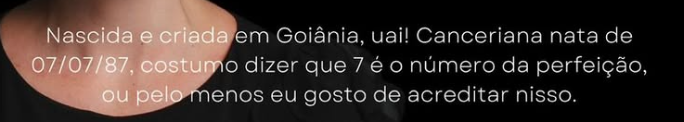 Nascida e criada em Goiânia, uai! Canceriana nata de
07/07/87, costumo dizer que 7 é o número da perfeição,
ou pelo menos eu gosto de acreditar nisso.